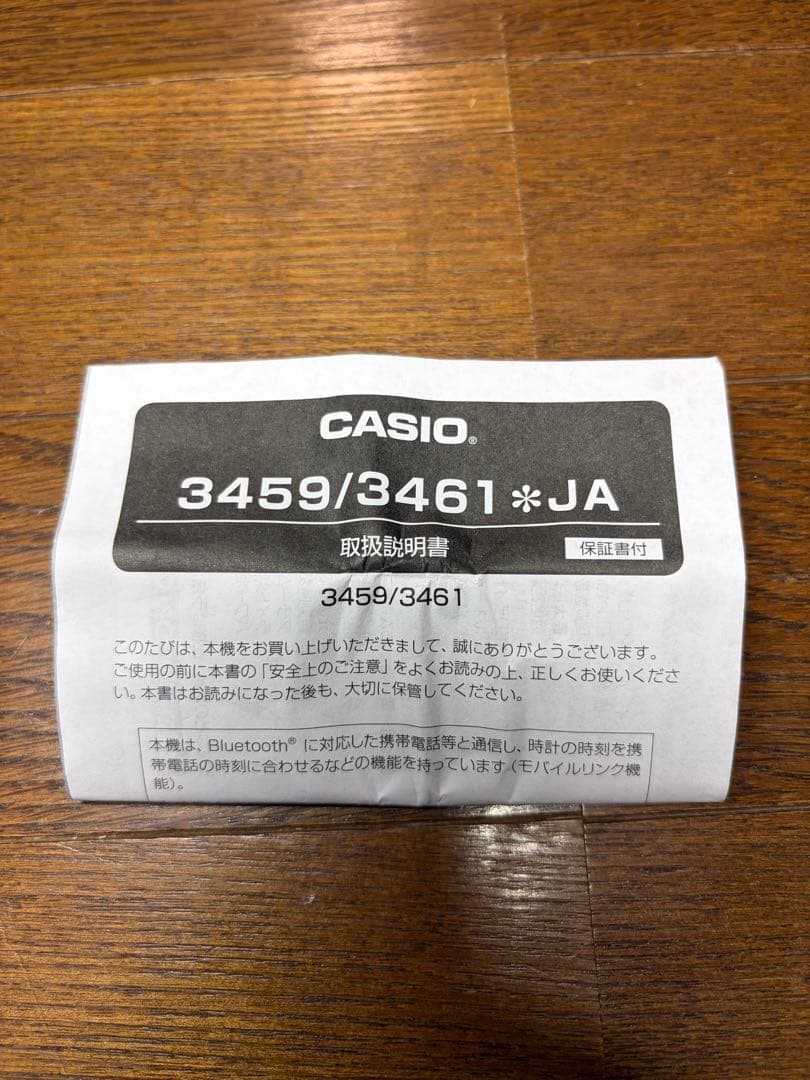 CASIO®
3459/3461✻JA
取扱説明書
保証書付
3459/3461
このたびは、本機をお買い上げいただきまして、誠にありがとうございます。
ご使用の前に本書の「安全上のご注意」をよくお読みの上、正しくお使いくださ
い。本書はお読みになった後も、大切に保管してください。
本機は、Bluetooth® に対応した携帯電話等と通信し、時計の時刻を携
帯電話の時刻に合わせるなどの機能を持っています（モバイルリンク機
能）。